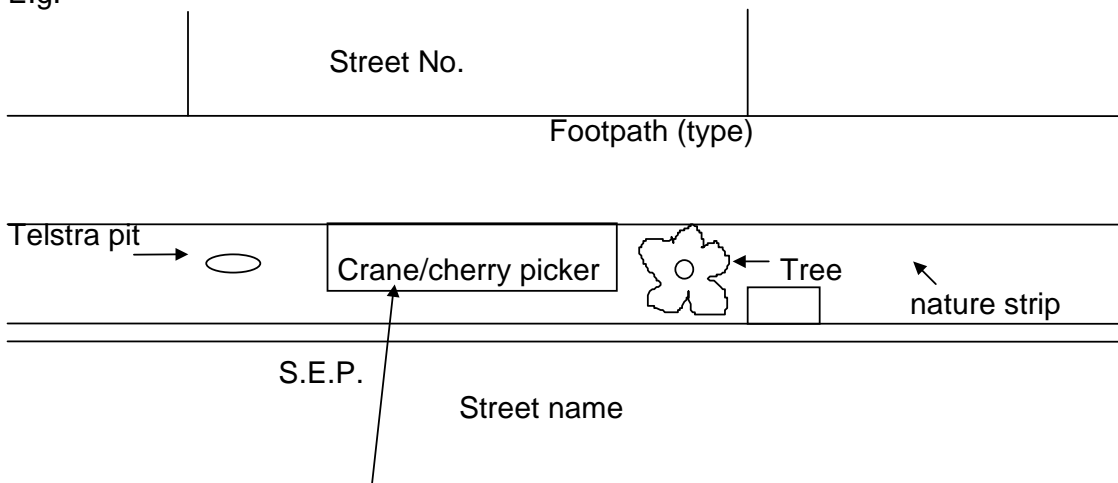 E.g.
Street No.
Footpath (type)
Telstra pit
Crane/cherry picker
Tree
nature strip
S.E.P.
Street name